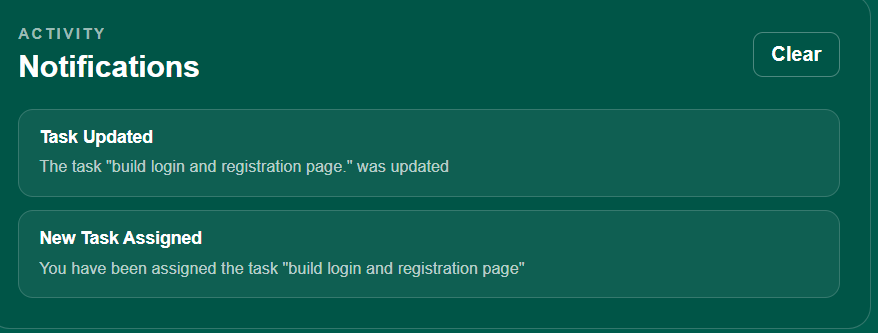 ACTIVITY
Notifications
Clear
Task Updated
The task "build login and registration page." was updated
New Task Assigned
You have been assigned the task "build login and registration page"